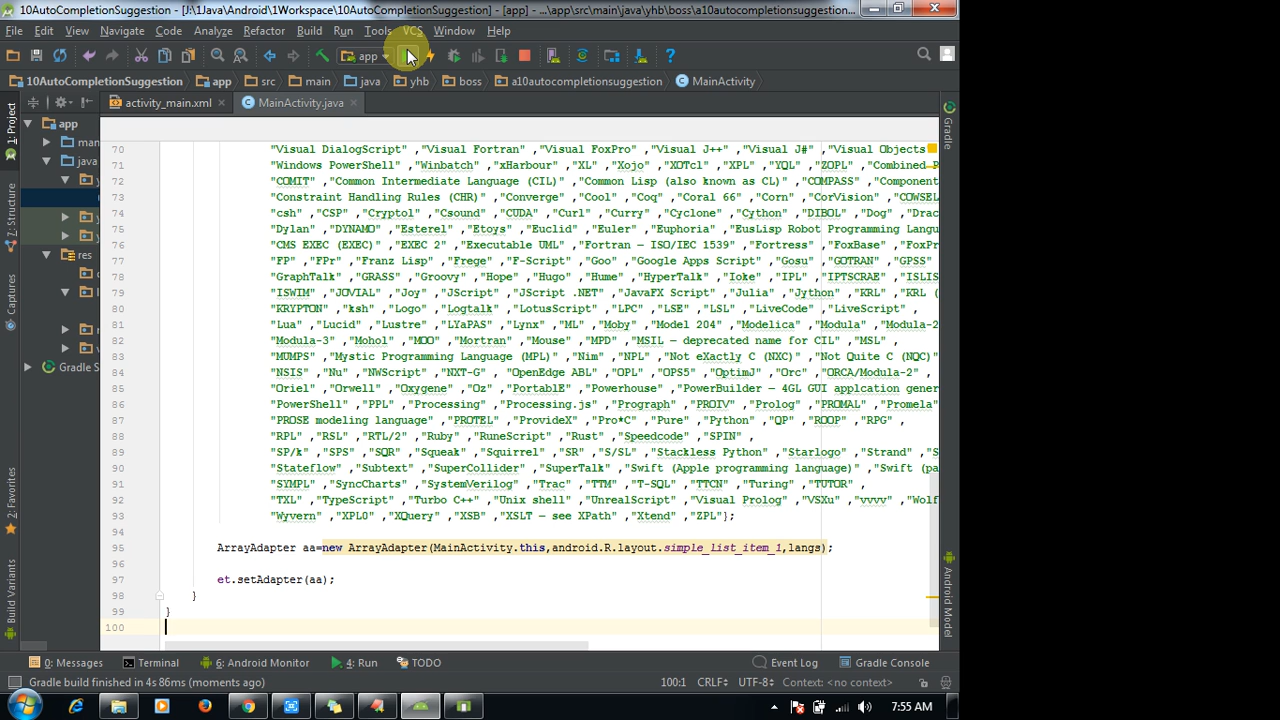 10AutoCompletionSuggestion - [J:\1Java\Android\1Workspace\10AutoCompletionSuggestion] - [app] - ...\app\src\main\java\yhb\boss\a10autocompletionsuggestion...
File Edit View Navigate Code Analyze Refactor Build Run Tools VCS Window Help
app
10AutoCompletionSuggestion app src main java yhb boss a10autocompletionsuggestion MainActivity
activity_main.xml MainActivity.java
1: Project
7: Structure
Captures
2: Favorites
Build Variants
Gradle
Android Model
app
man
java
y
y
y
res
Gradle S
70 "Visual DialogScript" ,"Visual Fortran" ,"Visual FoxPro" ,"Visual J++" ,"Visual J#" ,"Visual Objects
71 "Windows PowerShell" ,"Winbatch" ,"xHarbour" ,"XL" ,"Xojo" ,"XOTcl" ,"XPL" ,"YQL" ,"ZOPL" ,"Combined P
72 "COMIT" ,"Common Intermediate Language (CIL)" ,"Common Lisp (also known as CL)" ,"COMPASS" ,"Component
73 "Constraint Handling Rules (CHR)" ,"Converge" ,"Cool" ,"Coq" ,"Coral 66" ,"Corn" ,"CorVision" ,"COWSEL
74 "csh" ,"CSP" ,"Cryptol" ,"Csound" ,"CUDA" ,"Curl" ,"Curry" ,"Cyclone" ,"Cython" ,"DIBOL" ,"Dog" ,"Drac
75 "Dylan" ,"DYNAMO" ,"Esterel" ,"Etoys" ,"Euclid" ,"Euler" ,"Euphoria" ,"EusLisp Robot Programming Langu
76 "CMS EXEC (EXEC)" ,"EXEC 2" ,"Executable UML" ,"Fortran – ISO/IEC 1539" ,"Fortress" ,"FoxBase" ,"FoxPr
77 "FP" ,"FPr" ,"Franz Lisp" ,"Frege" ,"F-Script" ,"Goo" ,"Google Apps Script" ,"Gosu" ,"GOTRAN" ,"GPSS"
78 "GraphTalk" ,"GRASS" ,"Groovy" ,"Hope" ,"Hugo" ,"Hume" ,"HyperTalk" ,"Ioke" ,"IPL" ,"IPTSCRAE" ,"ISLIS
79 "ISWIM" ,"JOVIAL" ,"Joy" ,"JScript" ,"JScript .NET" ,"JavaFX Script" ,"Julia" ,"Jython" ,"KRL" ,"KRL (
80 "KRYPTON" ,"ksh" ,"Logo" ,"Logtalk" ,"LotusScript" ,"LPC" ,"LSE" ,"LSL" ,"LiveCode" ,"LiveScript" ,
81 "Lua" ,"Lucid" ,"Lustre" ,"LYaPAS" ,"Lynx" ,"ML" ,"Moby" ,"Model 204" ,"Modelica" ,"Modula" ,"Modula-2
82 "Modula-3" ,"Mohol" ,"MOO" ,"Mortran" ,"Mouse" ,"MPD" ,"MSIL – deprecated name for CIL" ,"MSL" ,
83 "MUMPS" ,"Mystic Programming Language (MPL)" ,"Nim" ,"NPL" ,"Not eXactly C (NXC)" ,"Not Quite C (NQC)"
84 "NSIS" ,"Nu" ,"NWScript" ,"NXT-G" ,"OpenEdge ABL" ,"OPL" ,"OPS5" ,"OptimJ" ,"Orc" ,"ORCA/Modula-2" ,
85 "Oriel" ,"Orwell" ,"Oxygene" ,"Oz" ,"PortablE" ,"Powerhouse" ,"PowerBuilder – 4GL GUI applcation gener
86 "PowerShell" ,"PPL" ,"Processing" ,"Processing.js" ,"Prograph" ,"PROIV" ,"Prolog" ,"PROMAL" ,"Promela"
87 "PROSE modeling language" ,"PROTEL" ,"ProvideX" ,"Pro*C" ,"Pure" ,"Python" ,"QP" ,"ROOP" ,"RPG" ,
88 "RPL" ,"RSL" ,"RTL/2" ,"Ruby" ,"RuneScript" ,"Rust" ,"Speedcode" ,"SPIN" ,
89 "SP/k" ,"SPS" ,"SQR" ,"Squeak" ,"Squirrel" ,"SR" ,"S/SL" ,"Stackless Python" ,"Starlogo" ,"Strand" ,"S
90 "Stateflow" ,"Subtext" ,"SuperCollider" ,"SuperTalk" ,"Swift (Apple programming language)" ,"Swift (pa
91 "SYMPL" ,"SyncCharts" ,"SystemVerilog" ,"Trac" ,"TTM" ,"T-SQL" ,"TTCN" ,"Turing" ,"TUTOR" ,
92 "TXL" ,"TypeScript" ,"Turbo C++" ,"Unix shell" ,"UnrealScript" ,"Visual Prolog" ,"VSXu" ,"vvvv" ,"Wolf
93 "Wyvern" ,"XPL0" ,"XQuery" ,"XSB" ,"XSLT – see XPath" ,"Xtend" ,"ZPL"};
94
95 ArrayAdapter aa=new ArrayAdapter(MainActivity.this,android.R.layout.simple_list_item_1,langs);
96
97 et.setAdapter(aa);
98 }
99 }
100
0: Messages Terminal 6: Android Monitor 4: Run TODO Event Log Gradle Console
Gradle build finished in 4s 86ms (moments ago) 100:1 CRLF÷ UTF-8÷ Context: <no context>
7:55 AM